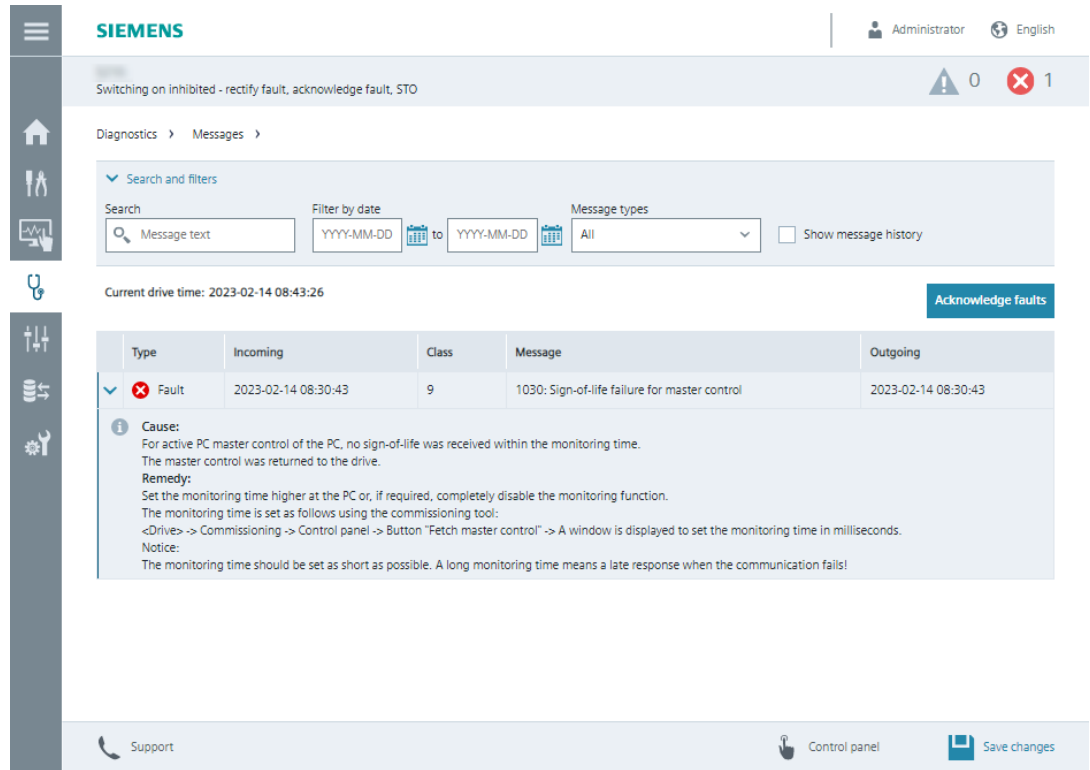 SIEMENS
Administrator
English
Switching on inhibited - rectify fault, acknowledge fault, STO
0
1
Diagnostics > Messages >
Search and filters
Search
Filter by date
Message types
Message text
YYYY-MM-DD
to
YYYY-MM-DD
All
Show message history
Current drive time: 2023-02-14 08:43:26
Acknowledge faults
Type
Incoming
Class
Message
Outgoing
Fault
2023-02-14 08:30:43
9
1030: Sign-of-life failure for master control
2023-02-14 08:30:43
Cause:
For active PC master control of the PC, no sign-of-life was received within the monitoring time.
The master control was returned to the drive.
Remedy:
Set the monitoring time higher at the PC or, if required, completely disable the monitoring function.
The monitoring time is set as follows using the commissioning tool:
<Drive> -> Commissioning -> Control panel -> Button "Fetch master control" -> A window is displayed to set the monitoring time in milliseconds.
Notice:
The monitoring time should be set as short as possible. A long monitoring time means a late response when the communication fails!
Support
Control panel
Save changes